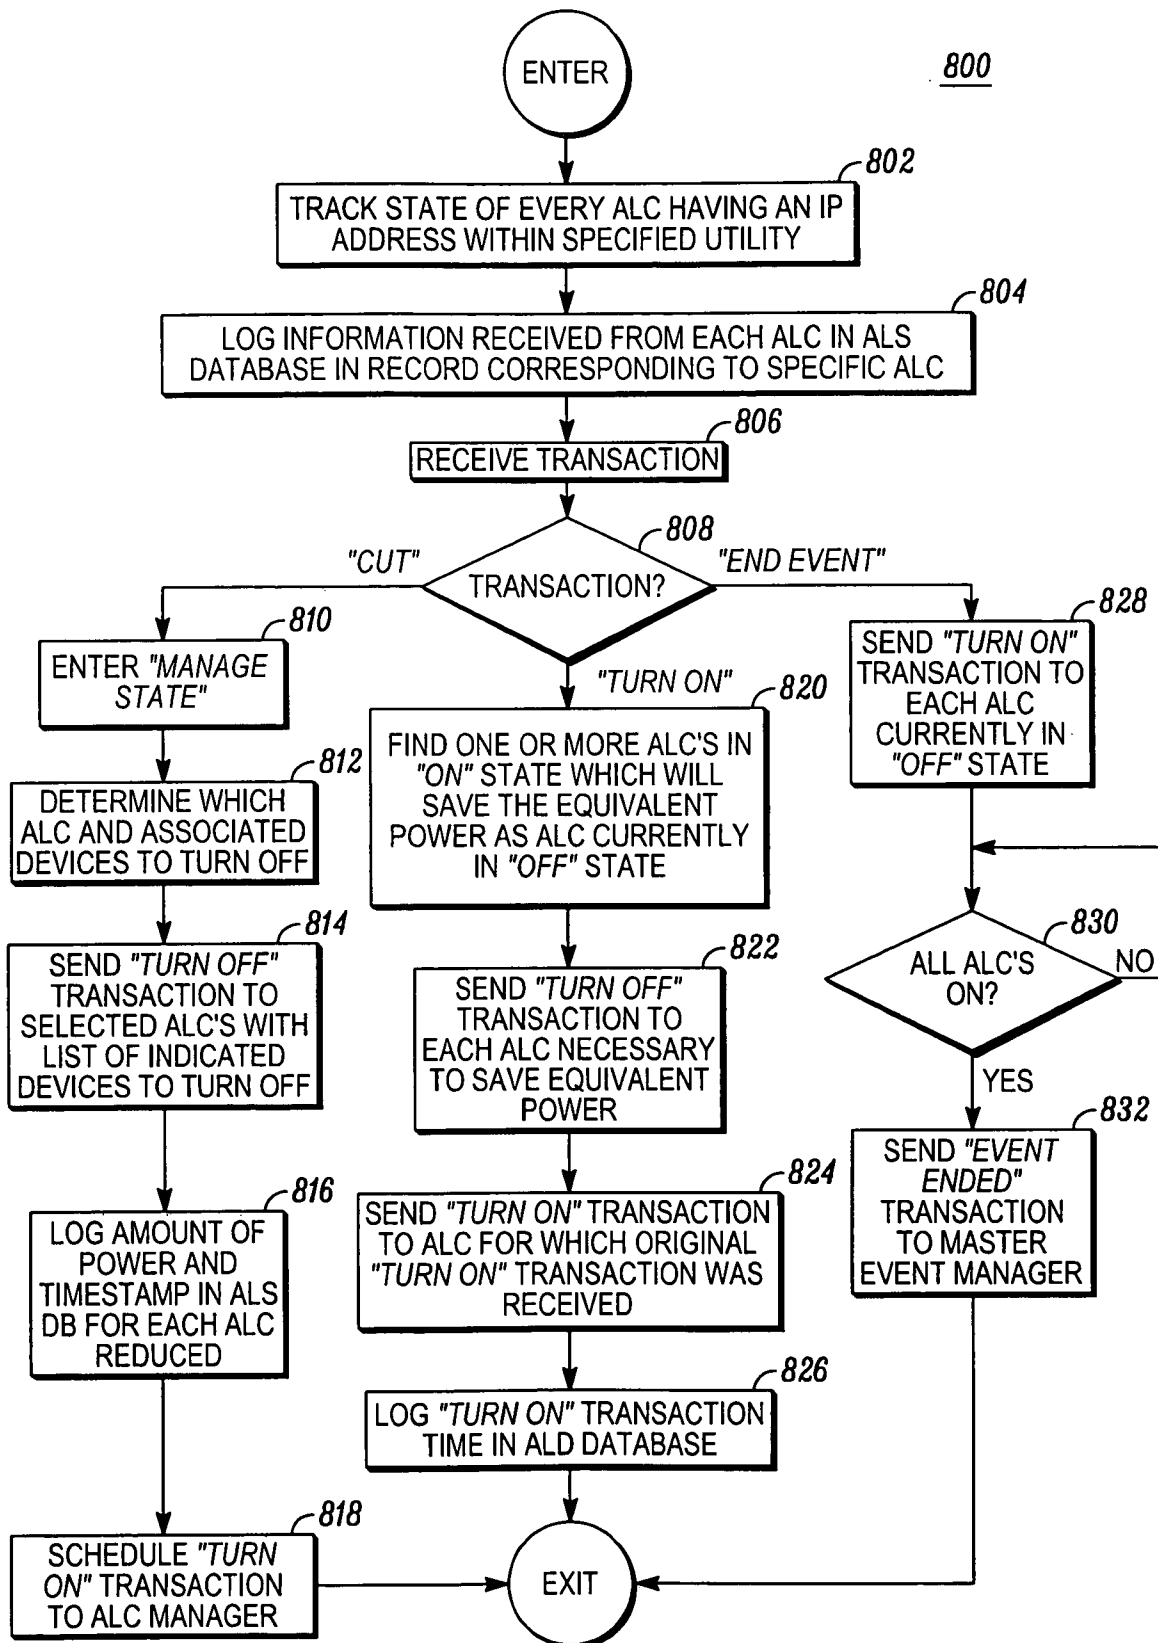 ENTER
800
802
TRACK STATE OF EVERY ALC HAVING AN IP
ADDRESS WITHIN SPECIFIED UTILITY
804
LOG INFORMATION RECEIVED FROM EACH ALC IN ALS
DATABASE IN RECORD CORRESPONDING TO SPECIFIC ALC
806
RECEIVE TRANSACTION
808
TRANSACTION?
"CUT"
"END EVENT"
"TURN ON"
810
ENTER "MANAGE
STATE"
812
DETERMINE WHICH
ALC AND ASSOCIATED
DEVICES TO TURN OFF
814
SEND "TURN OFF"
TRANSACTION TO
SELECTED ALC'S WITH
LIST OF INDICATED
DEVICES TO TURN OFF
816
LOG AMOUNT OF
POWER AND
TIMESTAMP IN ALS
DB FOR EACH ALC
REDUCED
818
SCHEDULE "TURN
ON" TRANSACTION
TO ALC MANAGER
820
FIND ONE OR MORE ALC'S IN
"ON" STATE WHICH WILL
SAVE THE EQUIVALENT
POWER AS ALC CURRENTLY
IN "OFF" STATE
822
SEND "TURN OFF"
TRANSACTION TO
EACH ALC NECESSARY
TO SAVE EQUIVALENT
POWER
824
SEND "TURN ON" TRANSACTION
TO ALC FOR WHICH ORIGINAL
"TURN ON" TRANSACTION WAS
RECEIVED
826
LOG "TURN ON" TRANSACTION
TIME IN ALD DATABASE
828
SEND "TURN ON"
TRANSACTION TO
EACH ALC
CURRENTLY IN
"OFF" STATE
830
ALL ALC'S
ON?
NO
YES
832
SEND "EVENT
ENDED"
TRANSACTION
TO MASTER
EVENT MANAGER
EXIT